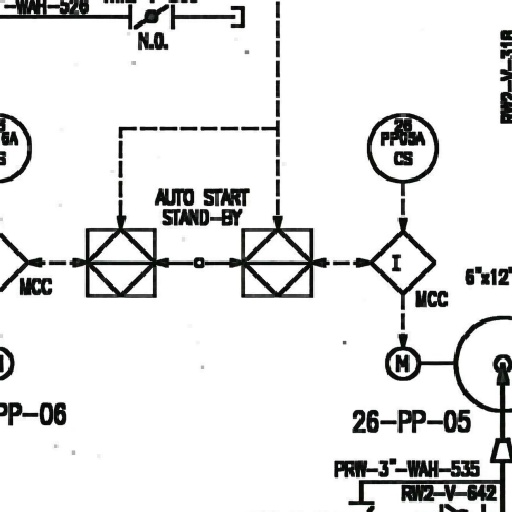 -WAH-526
N.O.
RW2-V-318
6A
S
26
PP05A
CS
AUTO START
STAND-BY
I
MCC
MCC
6"x12"
M
PP-06
26-PP-05
PRW-3"-WAH-535
RW2-V-642